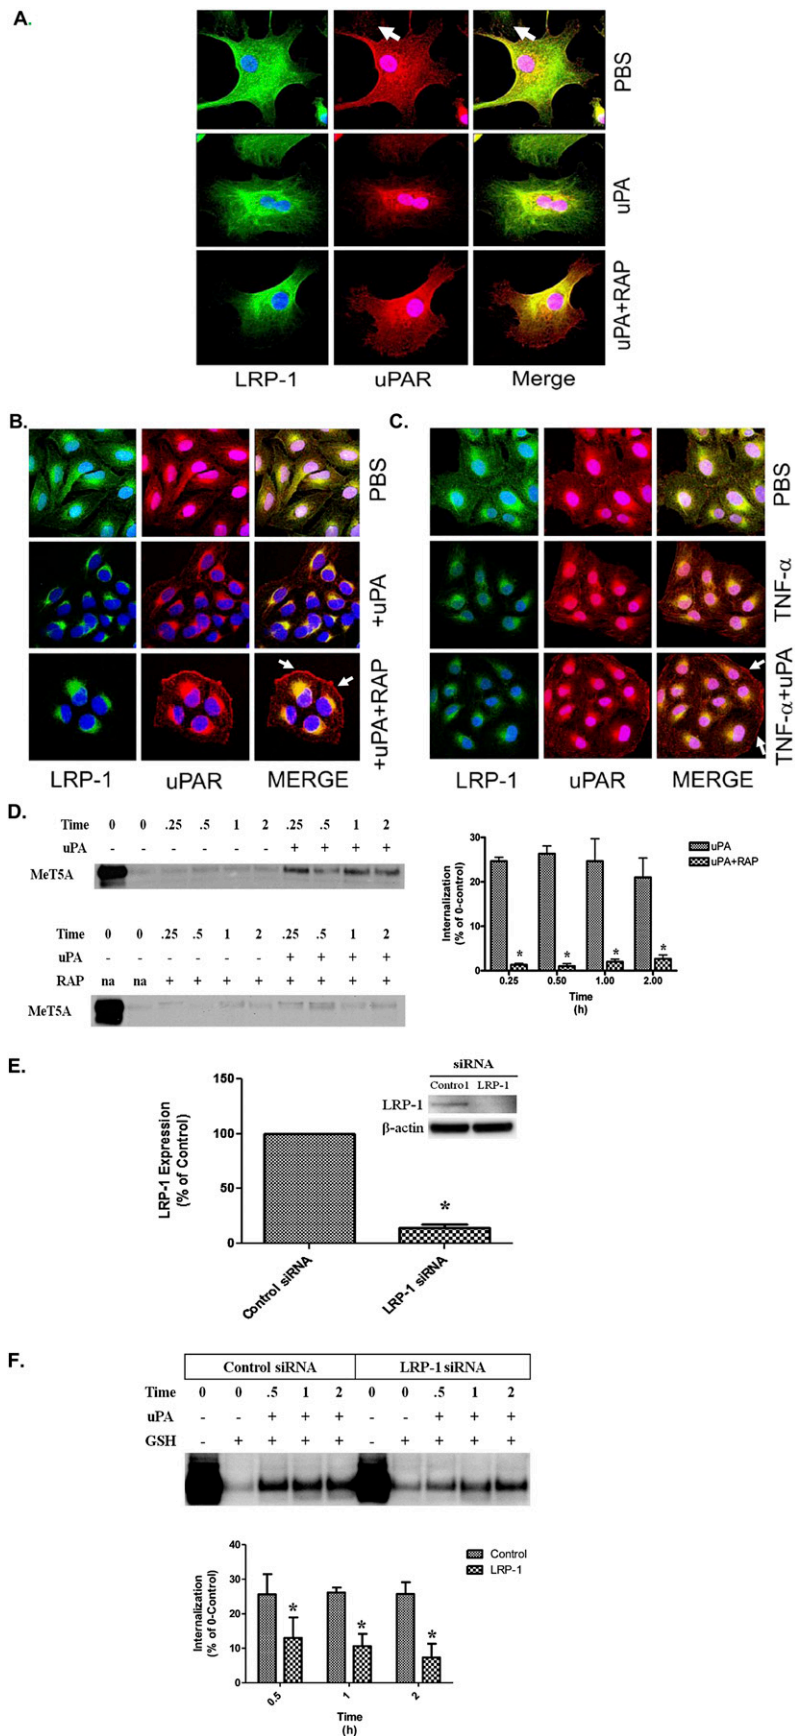 A.
PBS
uPA
uPA+RAP
LRP-1 uPAR Merge
B.
PBS
+uPA
+uPA+RAP
LRP-1 uPAR MERGE
C.
PBS
TNF-α
TNF-α+uPA
LRP-1 uPAR MERGE
D.
Time 0 0 .25 .5 1 2 .25 .5 1 2
uPA - - - - - - + + + +
MeT5A
Time 0 0 .25 .5 1 2 .25 .5 1 2
uPA - - - - - - + + + +
RAP na na + + + + + + + +
MeT5A
Internalization
(% of 0-control)
30
20
10
0
* * * *
0.25 0.50 1.00 2.00
Time
(h)
uPA
uPA+RAP
E.
LRP-1 Expression
(% of Control)
150
100
50
0
*
Control siRNA
LRP-1 siRNA
siRNA
Control LRP-1
LRP-1
β-actin
F.
Control siRNA LRP-1 siRNA
Time 0 0 .5 1 2 0 0 .5 1 2
uPA - - + + + - - + + +
GSH - + + + + - + + + +
Internalization
(% of 0-Control)
40
30
20
10
0
* * *
0.5 1 2
Time
(h)
Control
LRP-1